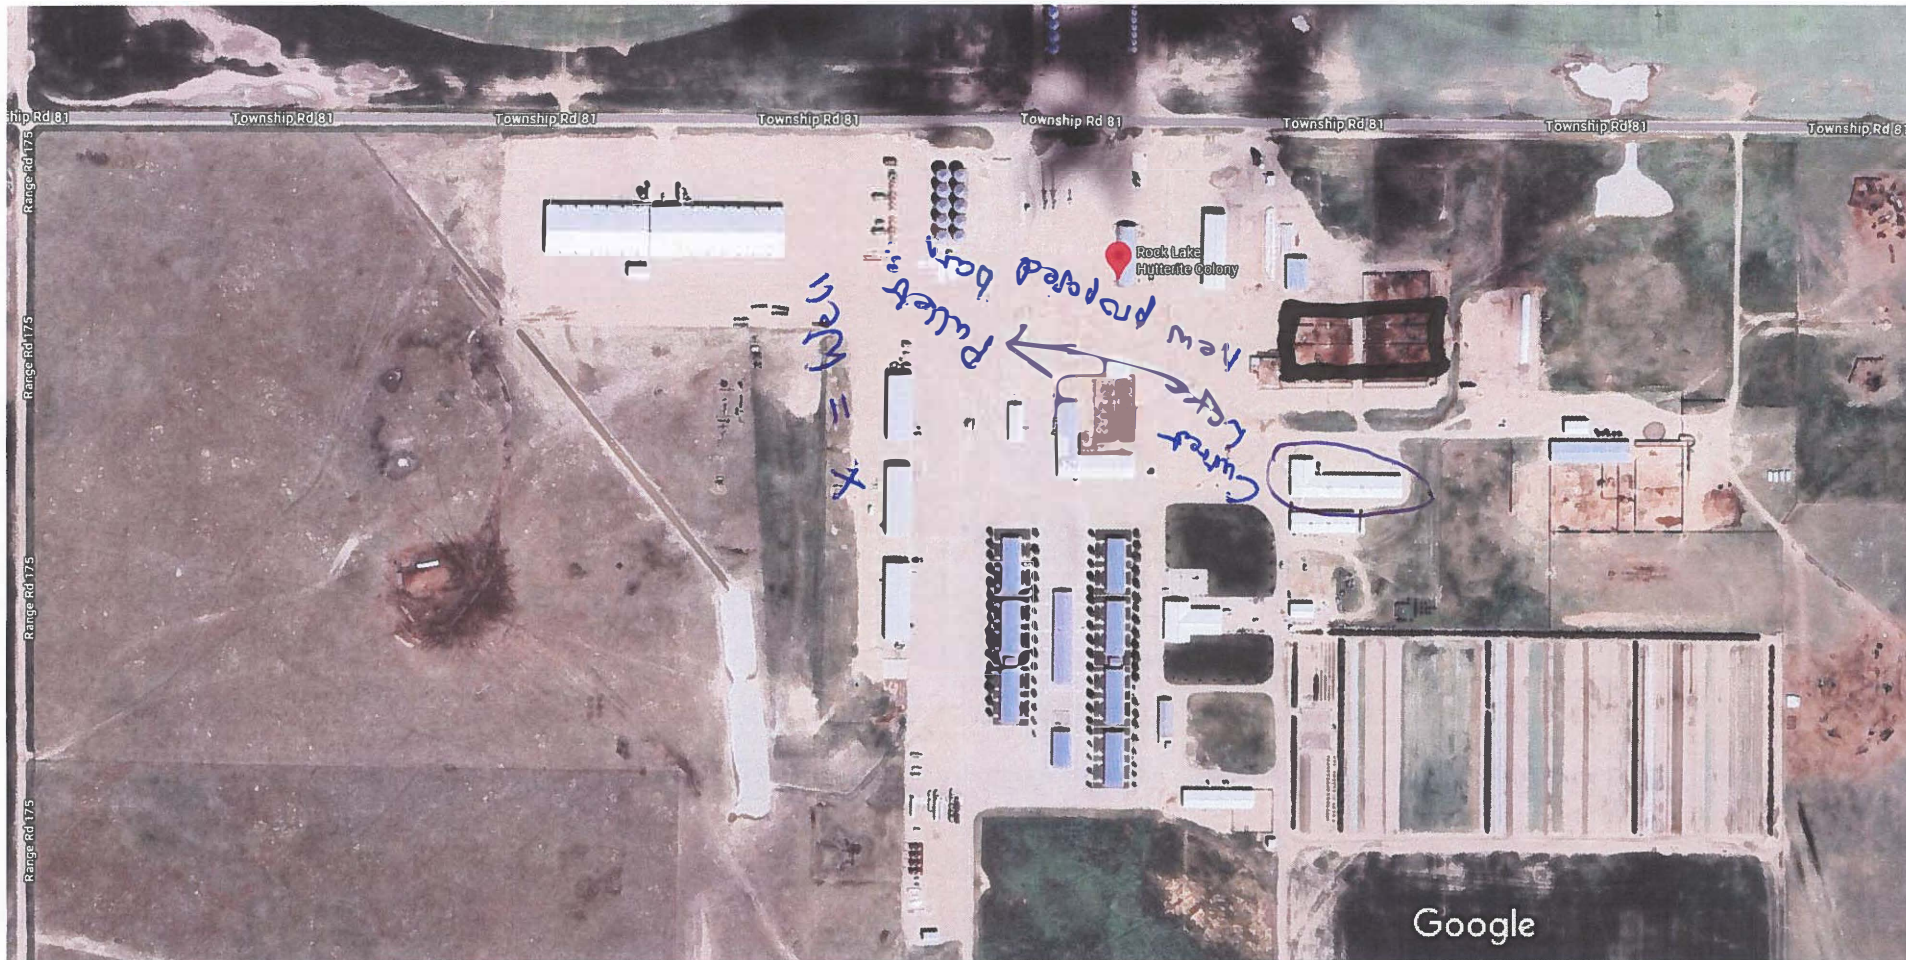 ship Rd 81
Township Rd 81
Township Rd 81
Township Rd 81
Township Rd 81
Township Rd 81
Township Rd 81
Township Rd 81
Range Rd 175
Range Rd 175
Range Rd 175
Range Rd 175
Rock Lake
Hutterite Colony
new proposed barn
Pullets
Current
x = Well
Google